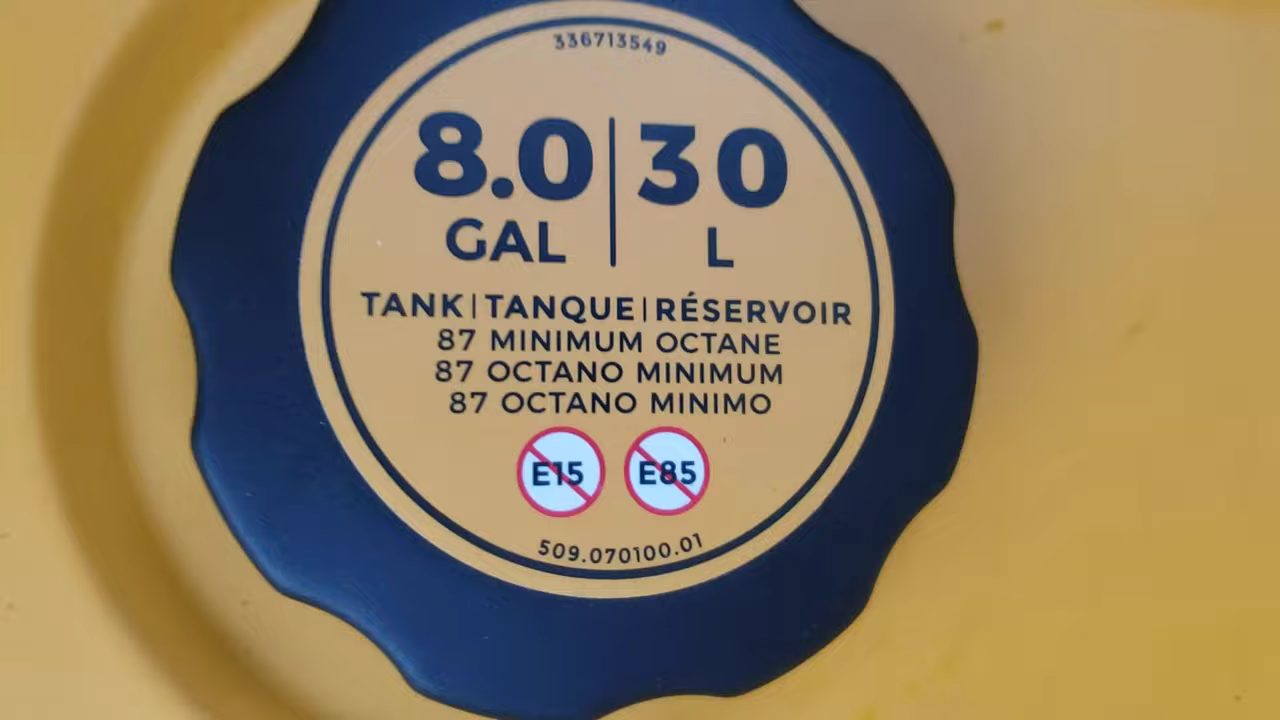 336713549
8.0 | 30
GAL L
TANK | TANQUE | RÉSERVOIR
87 MINIMUM OCTANE
87 OCTANO MINIMUM
87 OCTANO MINIMO
E15 E85
509.070100.01